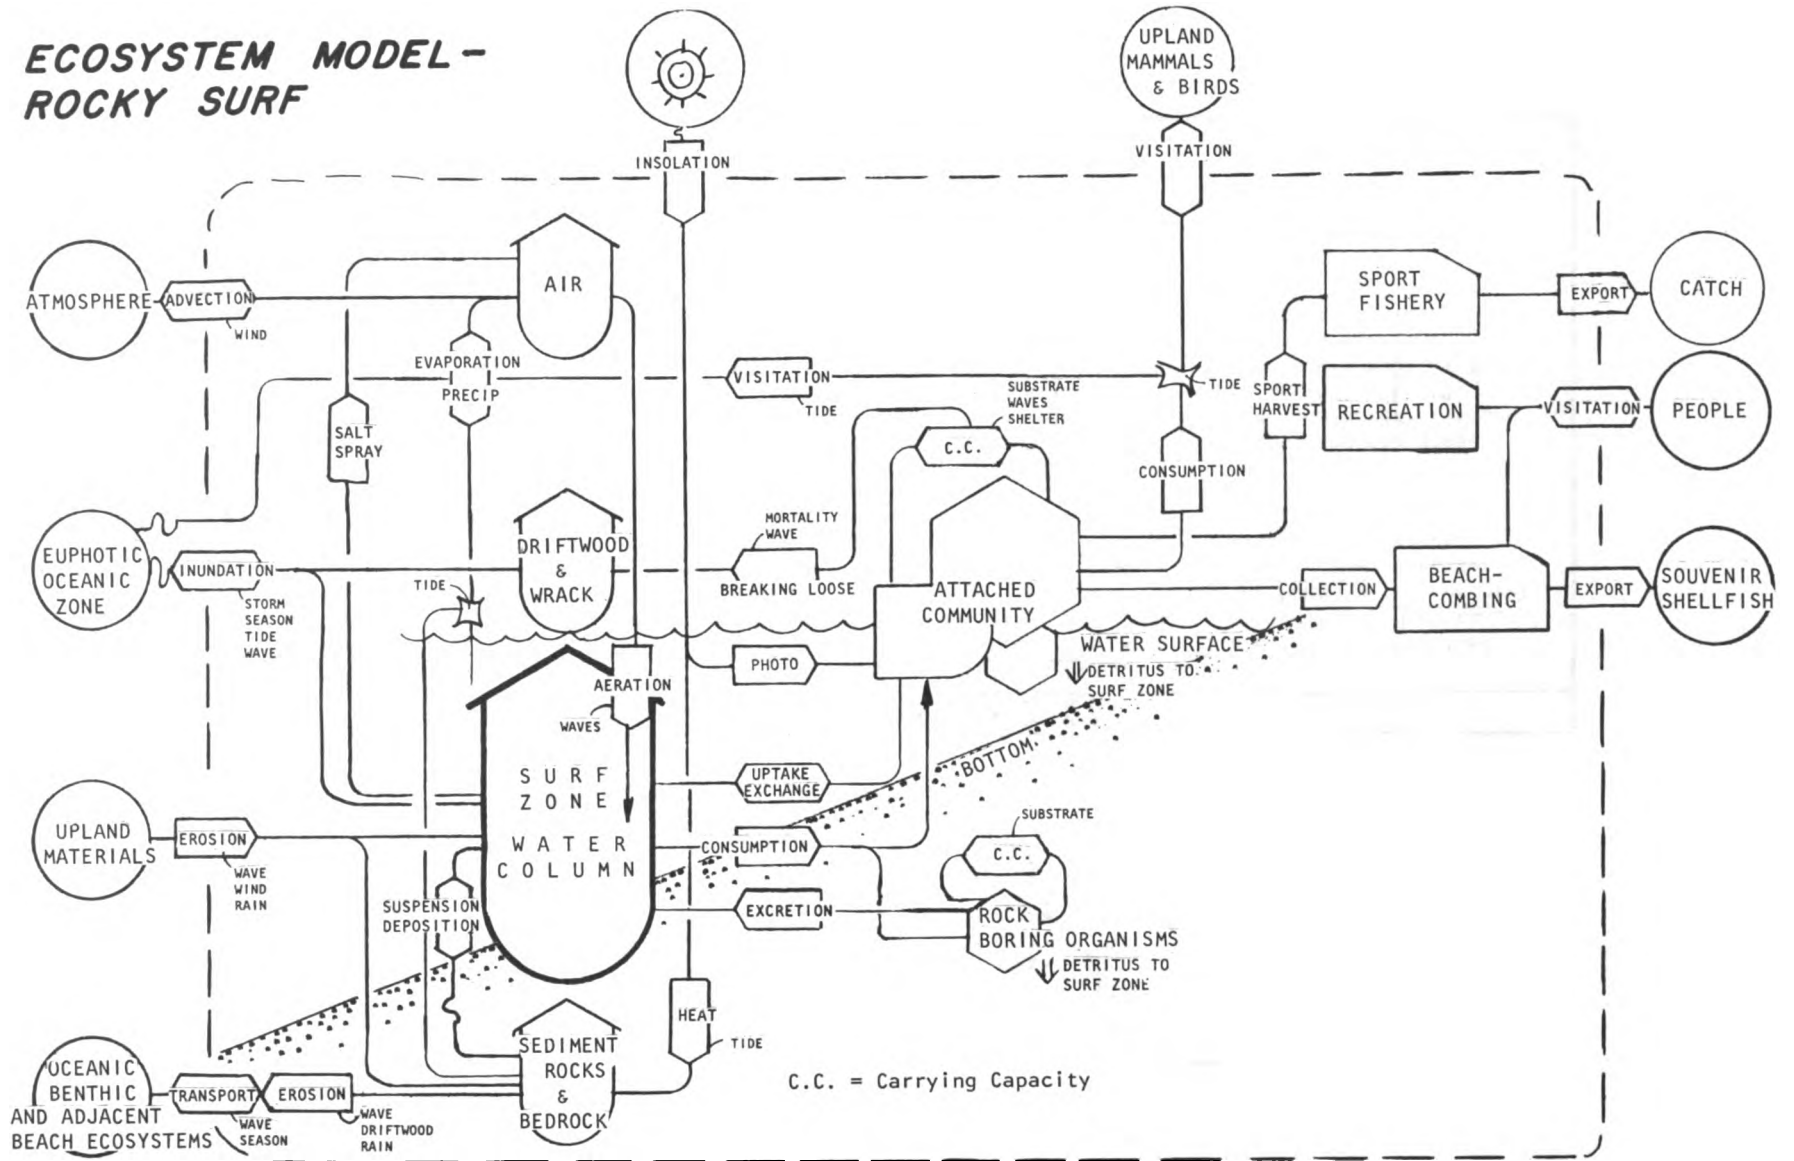 ECOSYSTEM MODEL-
ROCKY SURF
UPLAND
MAMMALS
& BIRDS
INSOLATION
VISITATION
ATMOSPHERE
ADVECTION
WIND
AIR
SPORT
FISHERY
EXPORT
CATCH
EVAPORATION
PRECIP
VISITATION
TIDE
SUBSTRATE
WAVES
SHELTER
TIDE
SPORT
HARVEST
RECREATION
VISITATION
PEOPLE
SALT
SPRAY
C.C.
CONSUMPTION
EUPHOTIC
OCEANIC
ZONE
INUNDATION
STORM
SEASON
TIDE
WAVE
TIDE
DRIFTWOOD
&
WRACK
MORTALITY
WAVE
BREAKING LOOSE
ATTACHED
COMMUNITY
COLLECTION
BEACH-
COMBING
EXPORT
SOUVENIR
SHELLFISH
WATER SURFACE
DETRITUS TO
SURF ZONE
PHOTO
AERATION
WAVES
SURF
ZONE
WATER
COLUMN
UPTAKE
EXCHANGE
BOTTOM
UPLAND
MATERIALS
EROSION
WAVE
WIND
RAIN
CONSUMPTION
SUBSTRATE
C.C.
SUSPENSION
DEPOSITION
EXCRETION
ROCK
BORING ORGANISMS
DETRITUS TO
SURF ZONE
HEAT
TIDE
SEDIMENT
ROCKS
&
BEDROCK
OCEANIC
BENTHIC
AND ADJACENT
BEACH ECOSYSTEMS
TRANSPORT
WAVE
SEASON
EROSION
WAVE
DRIFTWOOD
RAIN
C.C. = Carrying Capacity